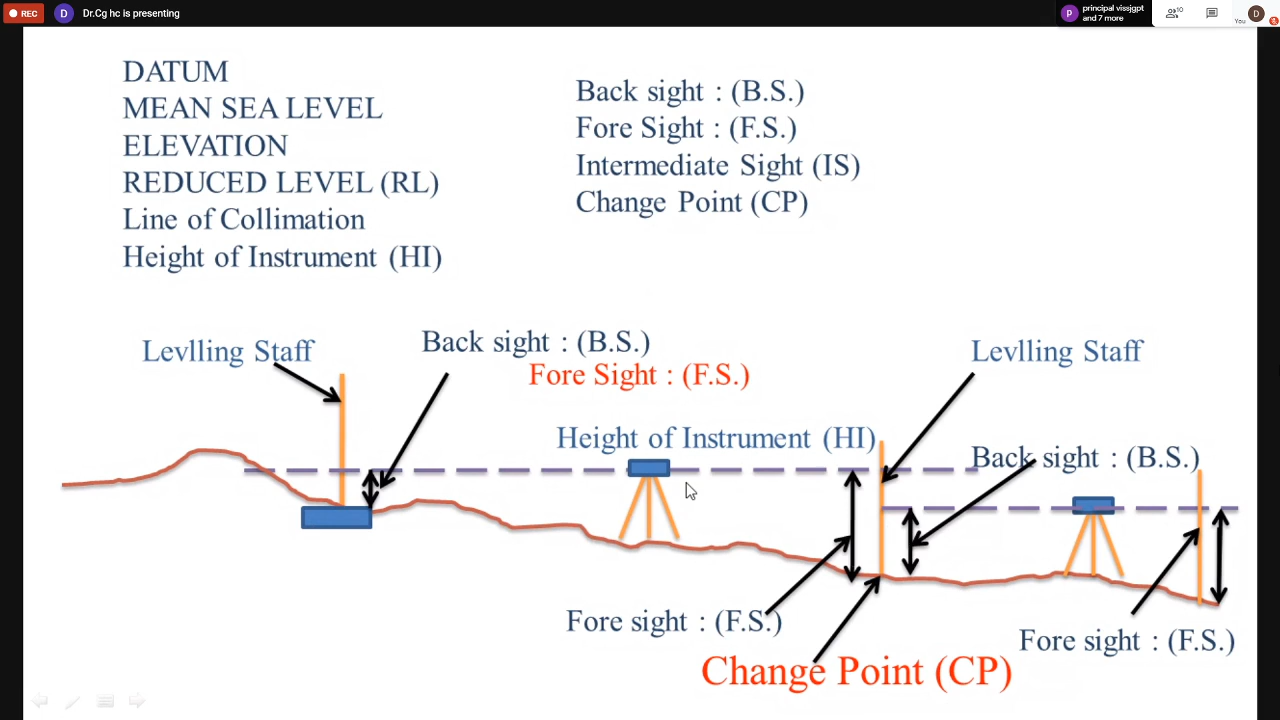 REC
D
Dr.Cg hc is presenting
P
principal vissjgpt
and 7 more
10
D
You
DATUM
MEAN SEA LEVEL
ELEVATION
REDUCED LEVEL (RL)
Line of Collimation
Height of Instrument (HI)
Back sight : (B.S.)
Fore Sight : (F.S.)
Intermediate Sight (IS)
Change Point (CP)
Levlling Staff
Back sight : (B.S.)
Fore Sight : (F.S.)
Levlling Staff
Height of Instrument (HI)
Back sight : (B.S.)
Fore sight : (F.S.)
Fore sight : (F.S.)
Change Point (CP)